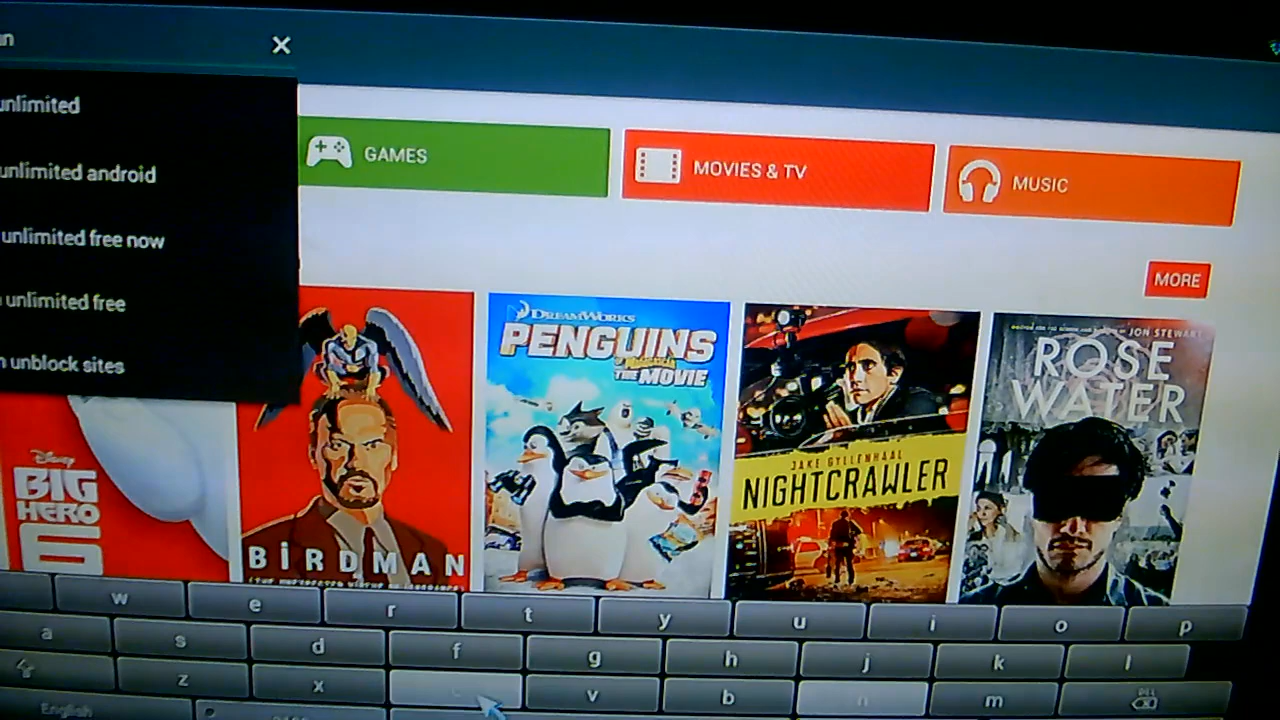 n
unlimited
unlimited android
unlimited free now
unlimited free
n unblock sites
GAMES
MOVIES & TV
MUSIC
MORE
Disney
BIG
HERO
6
BiRDMAN
DREAMWORKS
PENGUINS
THE MOVIE
JAKE GYLLENHAAL
NIGHTCRAWLER
JON STEWART
ROSE
WATER
w e r t y u i o p
a s d f g h j k l
z x v b n m DEL
English